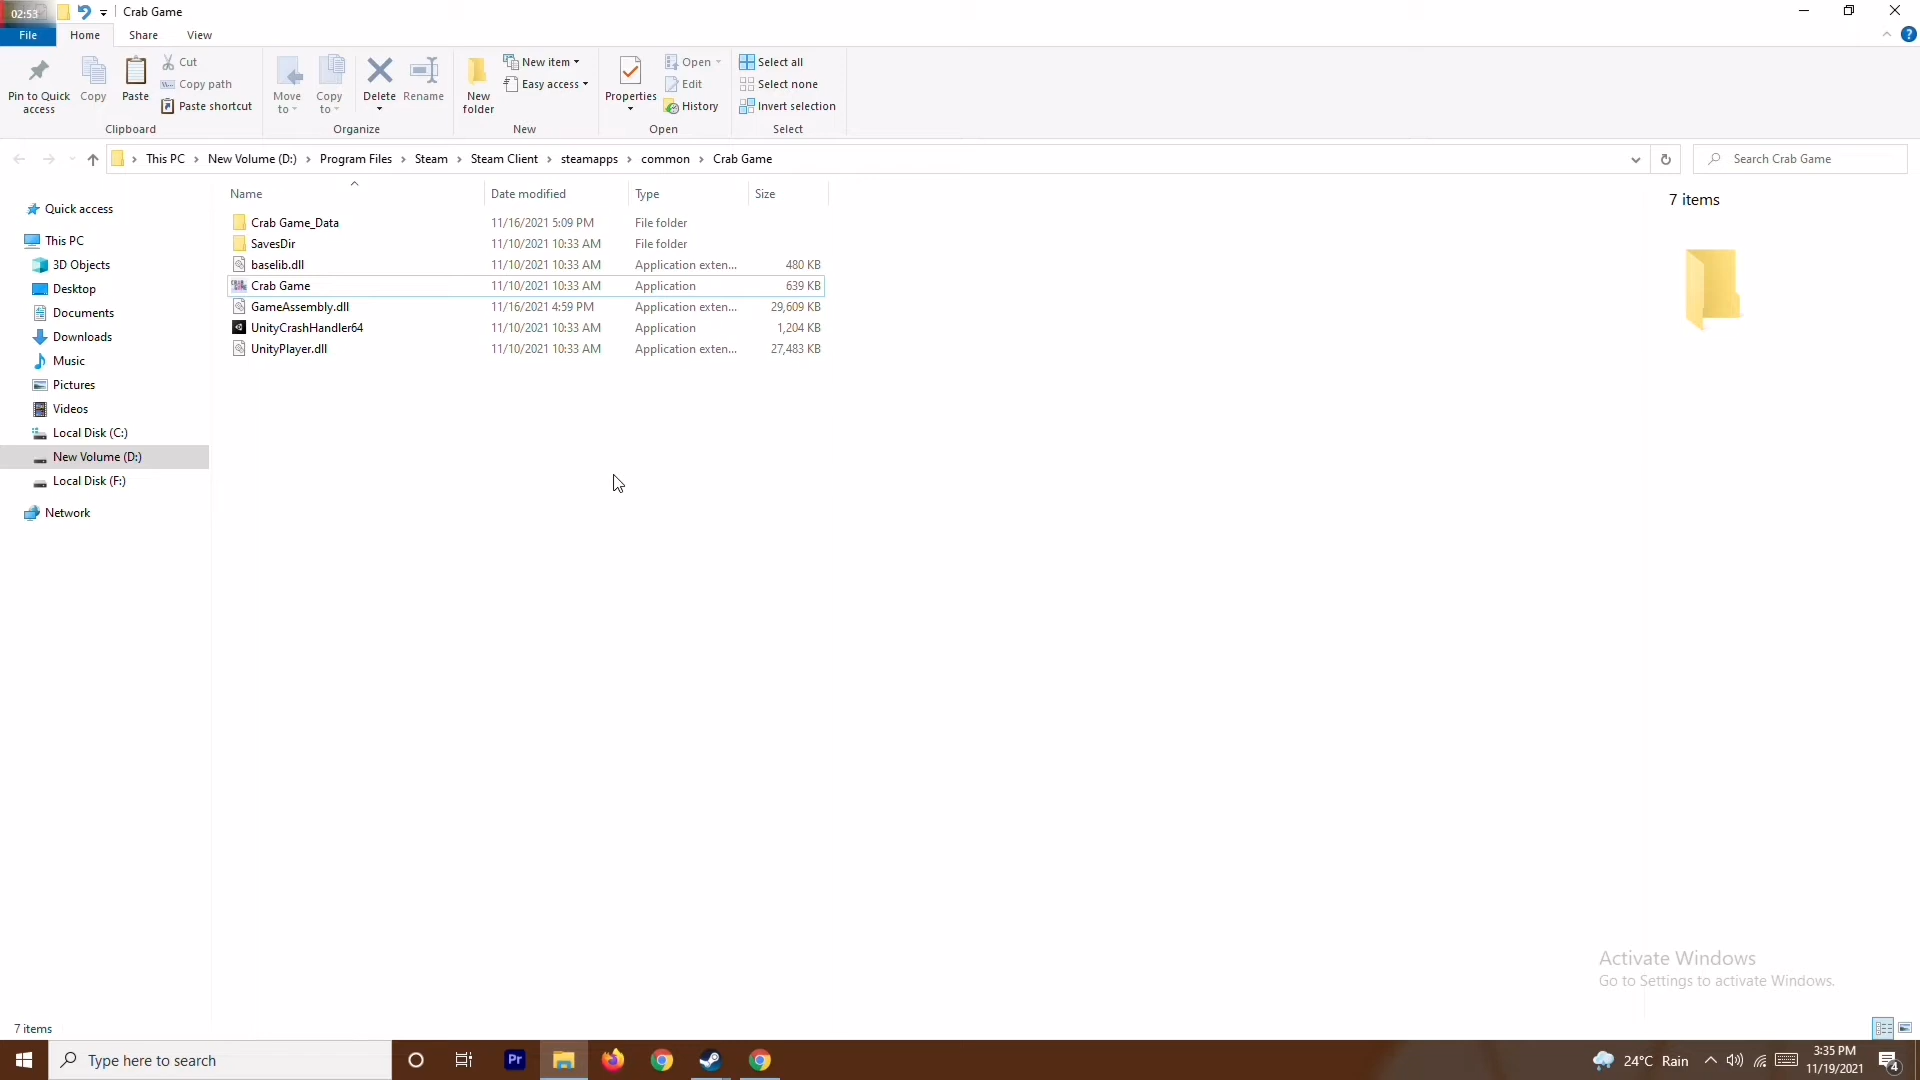 02:53
Crab Game
File Home Share View
Pin to Quick access
Copy
Paste
Cut
Copy path
Paste shortcut
Clipboard
Move to
Copy to
Delete
Rename
Organize
New folder
New item
Easy access
New
Properties
Open
Edit
History
Open
Select all
Select none
Invert selection
Select
This PC New Volume (D:) Program Files Steam Steam Client steamapps common Crab Game
Search Crab Game
Quick access
This PC
3D Objects
Desktop
Documents
Downloads
Music
Pictures
Videos
Local Disk (C:)
New Volume (D:)
Local Disk (F:)
Network
Name Date modified Type Size
Crab Game_Data 11/16/2021 5:09 PM File folder
SavesDir 11/10/2021 10:33 AM File folder
baselib.dll 11/10/2021 10:33 AM Application exten... 480 KB
Crab Game 11/10/2021 10:33 AM Application 639 KB
GameAssembly.dll 11/16/2021 4:59 PM Application exten... 29,609 KB
UnityCrashHandler64 11/10/2021 10:33 AM Application 1,204 KB
UnityPlayer.dll 11/10/2021 10:33 AM Application exten... 27,483 KB
7 items
Activate Windows
Go to Settings to activate Windows.
7 items
Type here to search
Pr
24°C Rain
3:35 PM
11/19/2021
4